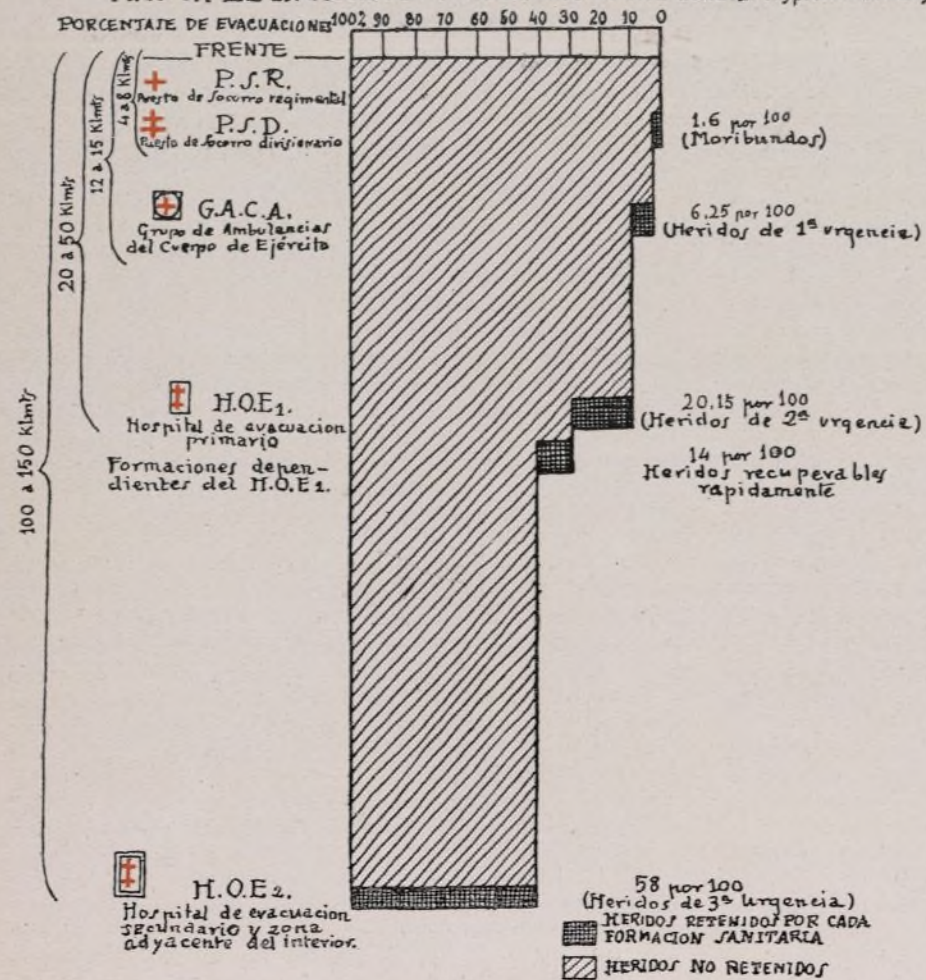 PORCENTAJE DE EVACUACIONES 100% 90 80 70 60 50 40 30 20 10 0
FRENTE
4 a 8 Klmts
12 a 15 Klmts
20 a 50 Klmts
100 a 150 Klmts
P.S.R.
Puesto de socorro regimental
P.S.D.
Puesto de socorro divisionario
1.6 por 100
(Moribundos)
G.A.C.A.
Grupo de Ambulancias
del Cuerpo de Ejército
6,25 por 100
(Heridos de 1ª urgencia)
H.O.E1.
Hospital de evacuacion
primario
20,15 por 100
(Heridos de 2ª urgencia)
Formaciones depen-
dientes del H.O.E1.
14 por 100
Heridos recuperables
rapidamente
H.O.E2.
Hospital de evacuacion
secundario y zona
adyacente del interior.
58 por 100
(Heridos de 3ª urgencia)
HERIDOS RETENIDOS POR CADA
FORMACION SANITARIA
HERIDOS NO RETENIDOS